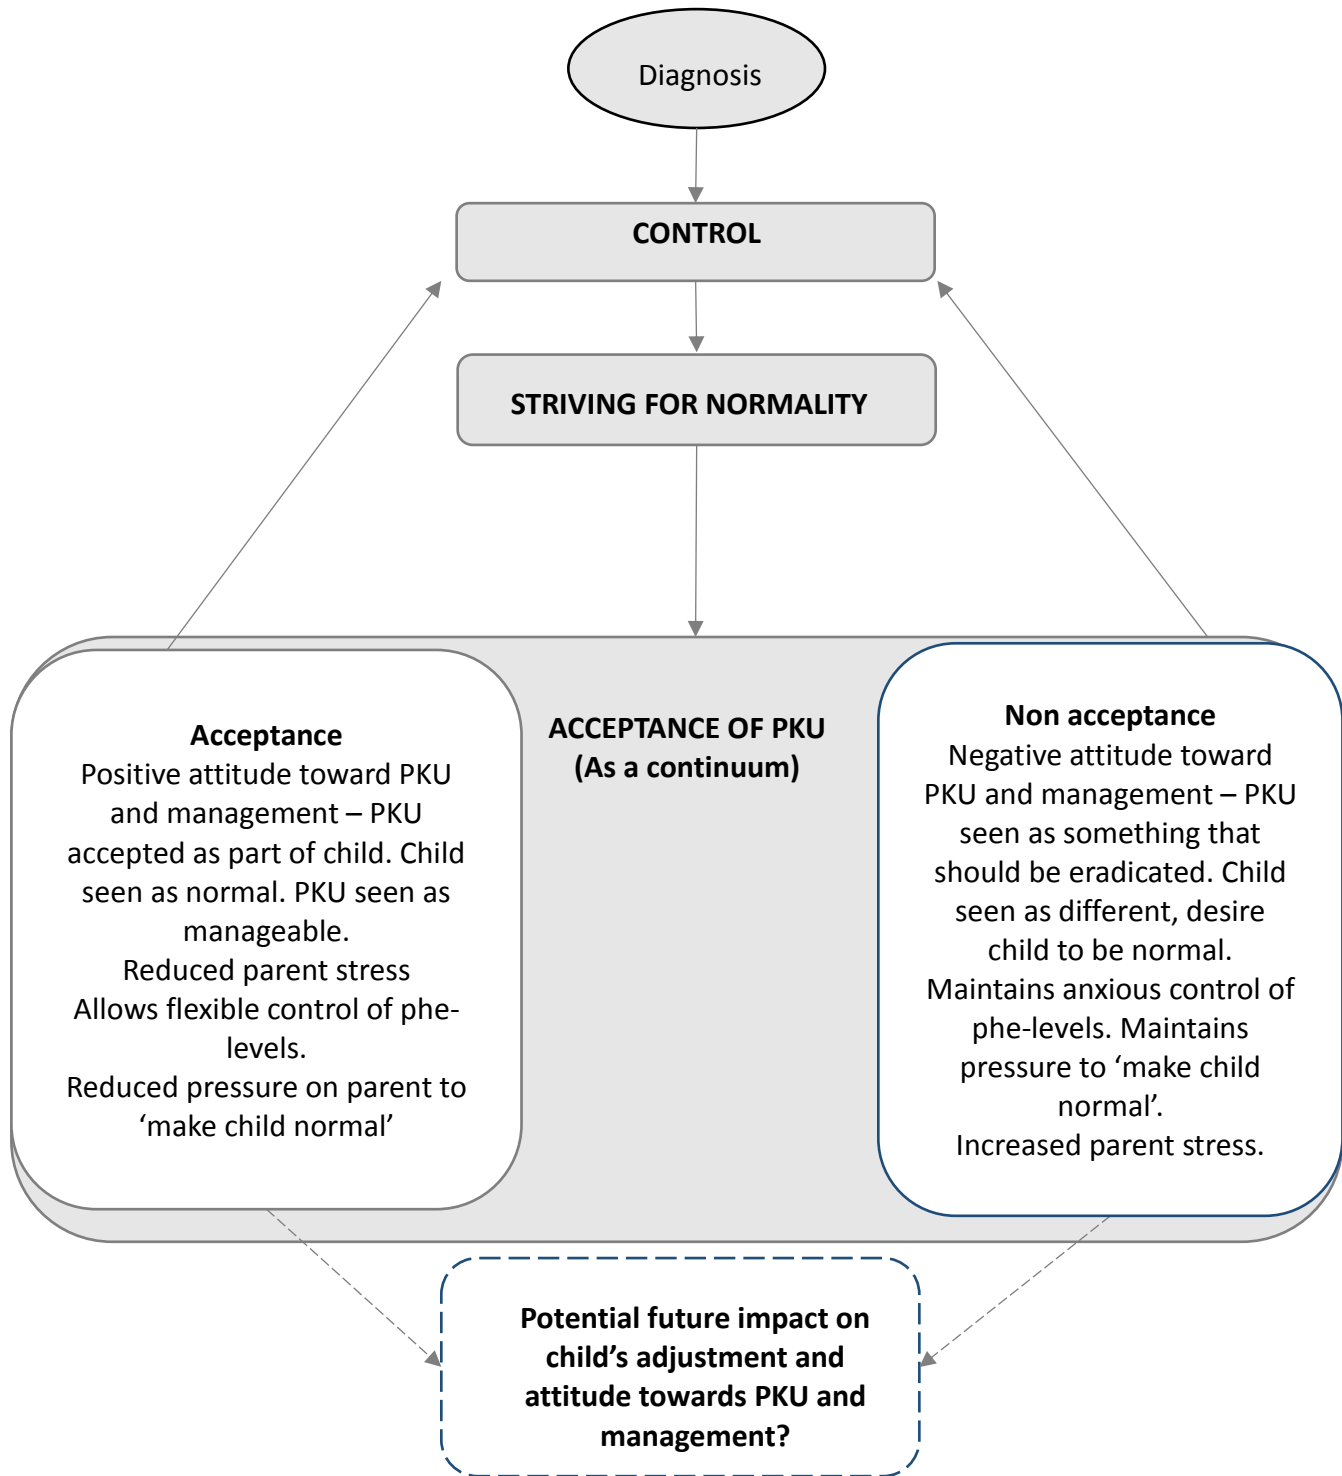 Diagnosis
CONTROL
STRIVING FOR NORMALITY
Acceptance
Positive attitude toward PKU
and management – PKU
accepted as part of child. Child
seen as normal. PKU seen as
manageable.
Reduced parent stress
Allows flexible control of phe-
levels.
Reduced pressure on parent to
‘make child normal’
ACCEPTANCE OF PKU
(As a continuum)
Non acceptance
Negative attitude toward
PKU and management – PKU
seen as something that
should be eradicated. Child
seen as different, desire
child to be normal.
Maintains anxious control of
phe-levels. Maintains
pressure to ‘make child
normal’.
Increased parent stress.
Potential future impact on
child’s adjustment and
attitude towards PKU and
management?